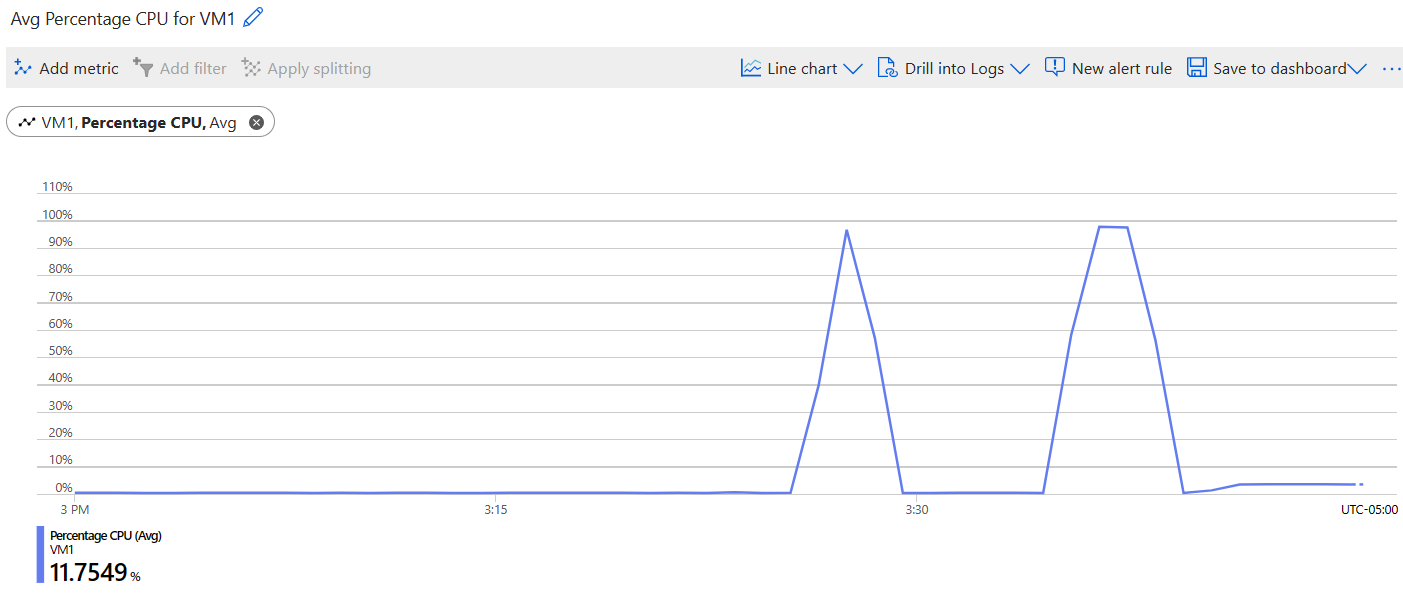 Avg Percentage CPU for VM1
Add metric Add filter Apply splitting Line chart Drill into Logs New alert rule Save to dashboard ...
VM1, Percentage CPU, Avg
110%
100%
90%
80%
70%
60%
50%
40%
30%
20%
10%
0%
3 PM 3:15 3:30 UTC-05:00
Percentage CPU (Avg)
VM1
11.7549 %